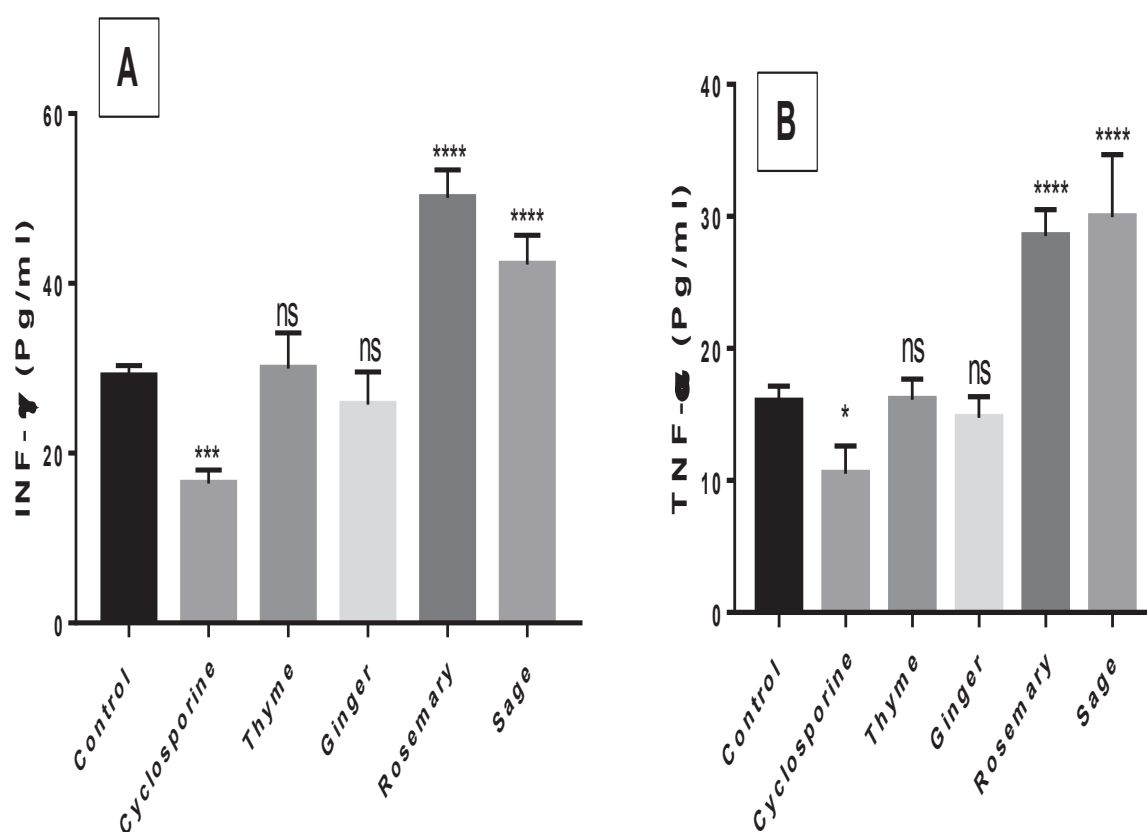 A
INF-γ (Pg/ml)
60
40
20
0
***
ns
ns
****
****
Control
Cyclosporine
Thyme
Ginger
Rosemary
Sage
B
TNF-α (Pg/ml)
40
30
20
10
0
*
ns
ns
****
****
Control
Cyclosporine
Thyme
Ginger
Rosemary
Sage